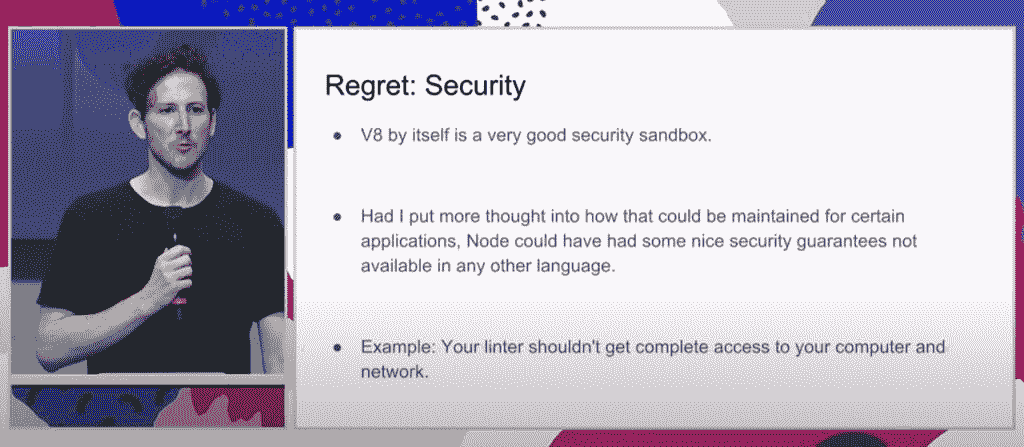 Regret: Security
● V8 by itself is a very good security sandbox.
● Had I put more thought into how that could be maintained for certain
applications, Node could have had some nice security guarantees not
available in any other language.
● Example: Your linter shouldn't get complete access to your computer and
network.